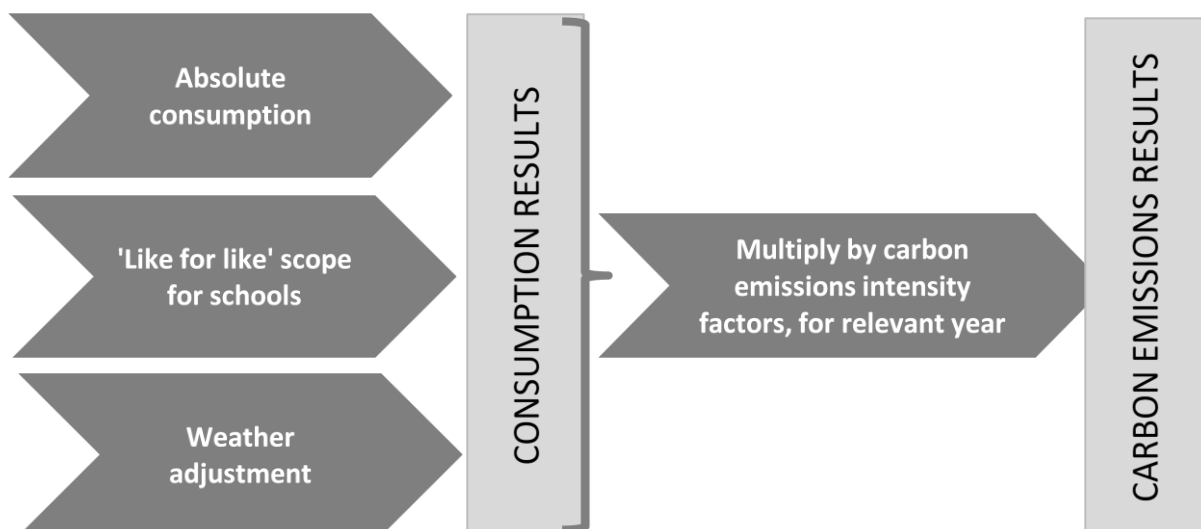 Absolute
consumption
'Like for like' scope
for schools
Weather
adjustment
CONSUMPTION RESULTS
Multiply by carbon
emissions intensity
factors, for relevant year
CARBON EMISSIONS RESULTS